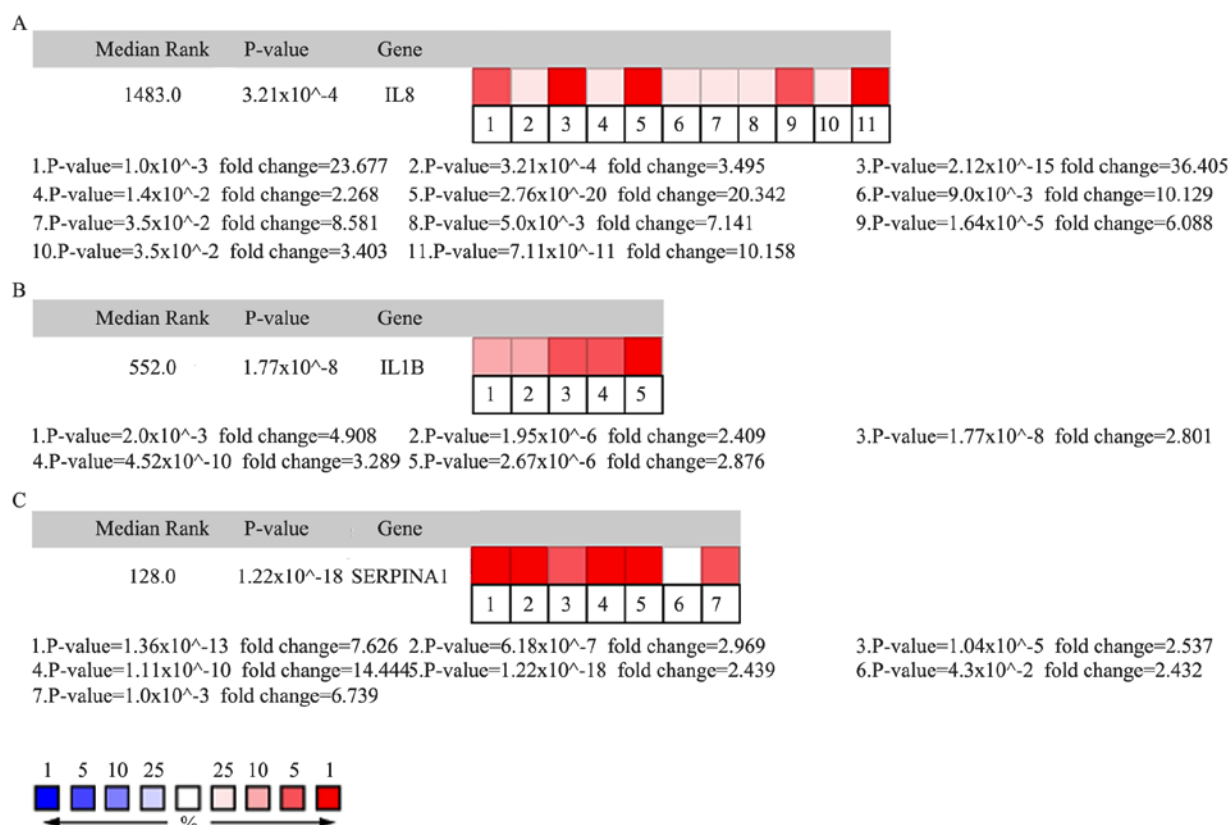 A
Median Rank P-value Gene
1483.0 3.21x10^-4 IL8
1 2 3 4 5 6 7 8 9 10 11
1.P-value=1.0x10^-3 fold change=23.677 2.P-value=3.21x10^-4 fold change=3.495 3.P-value=2.12x10^-15 fold change=36.405
4.P-value=1.4x10^-2 fold change=2.268 5.P-value=2.76x10^-20 fold change=20.342 6.P-value=9.0x10^-3 fold change=10.129
7.P-value=3.5x10^-2 fold change=8.581 8.P-value=5.0x10^-3 fold change=7.141 9.P-value=1.64x10^-5 fold change=6.088
10.P-value=3.5x10^-2 fold change=3.403 11.P-value=7.11x10^-11 fold change=10.158
B
Median Rank P-value Gene
552.0 1.77x10^-8 IL1B
1 2 3 4 5
1.P-value=2.0x10^-3 fold change=4.908 2.P-value=1.95x10^-6 fold change=2.409 3.P-value=1.77x10^-8 fold change=2.801
4.P-value=4.52x10^-10 fold change=3.289 5.P-value=2.67x10^-6 fold change=2.876
C
Median Rank P-value Gene
128.0 1.22x10^-18 SERPINA1
1 2 3 4 5 6 7
1.P-value=1.36x10^-13 fold change=7.626 2.P-value=6.18x10^-7 fold change=2.969 3.P-value=1.04x10^-5 fold change=2.537
4.P-value=1.11x10^-10 fold change=14.4445.P-value=1.22x10^-18 fold change=2.439 6.P-value=4.3x10^-2 fold change=2.432
7.P-value=1.0x10^-3 fold change=6.739
1 5 10 25 25 10 5 1
%